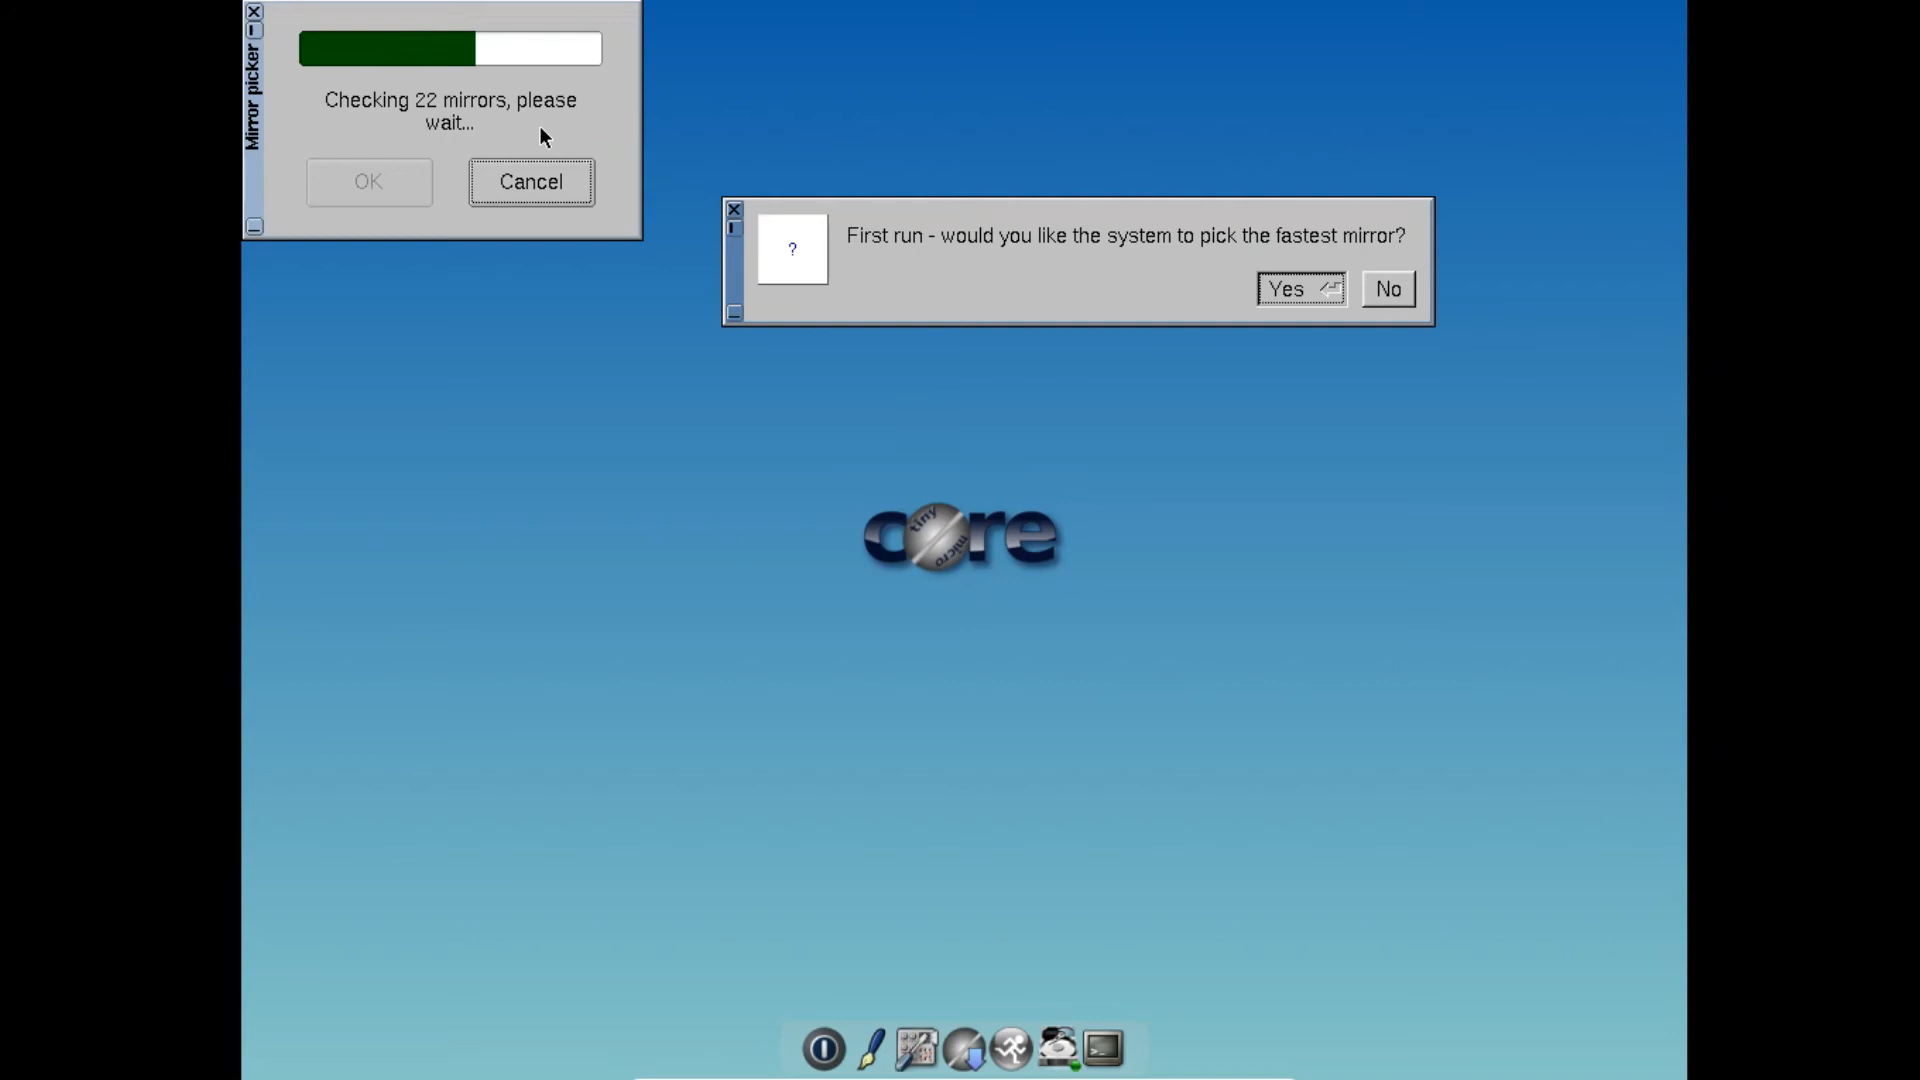 Mirror picker
Checking 22 mirrors, please
wait...
OK
Cancel
?
First run - would you like the system to pick the fastest mirror?
Yes
No
core
tiny
micro
>_